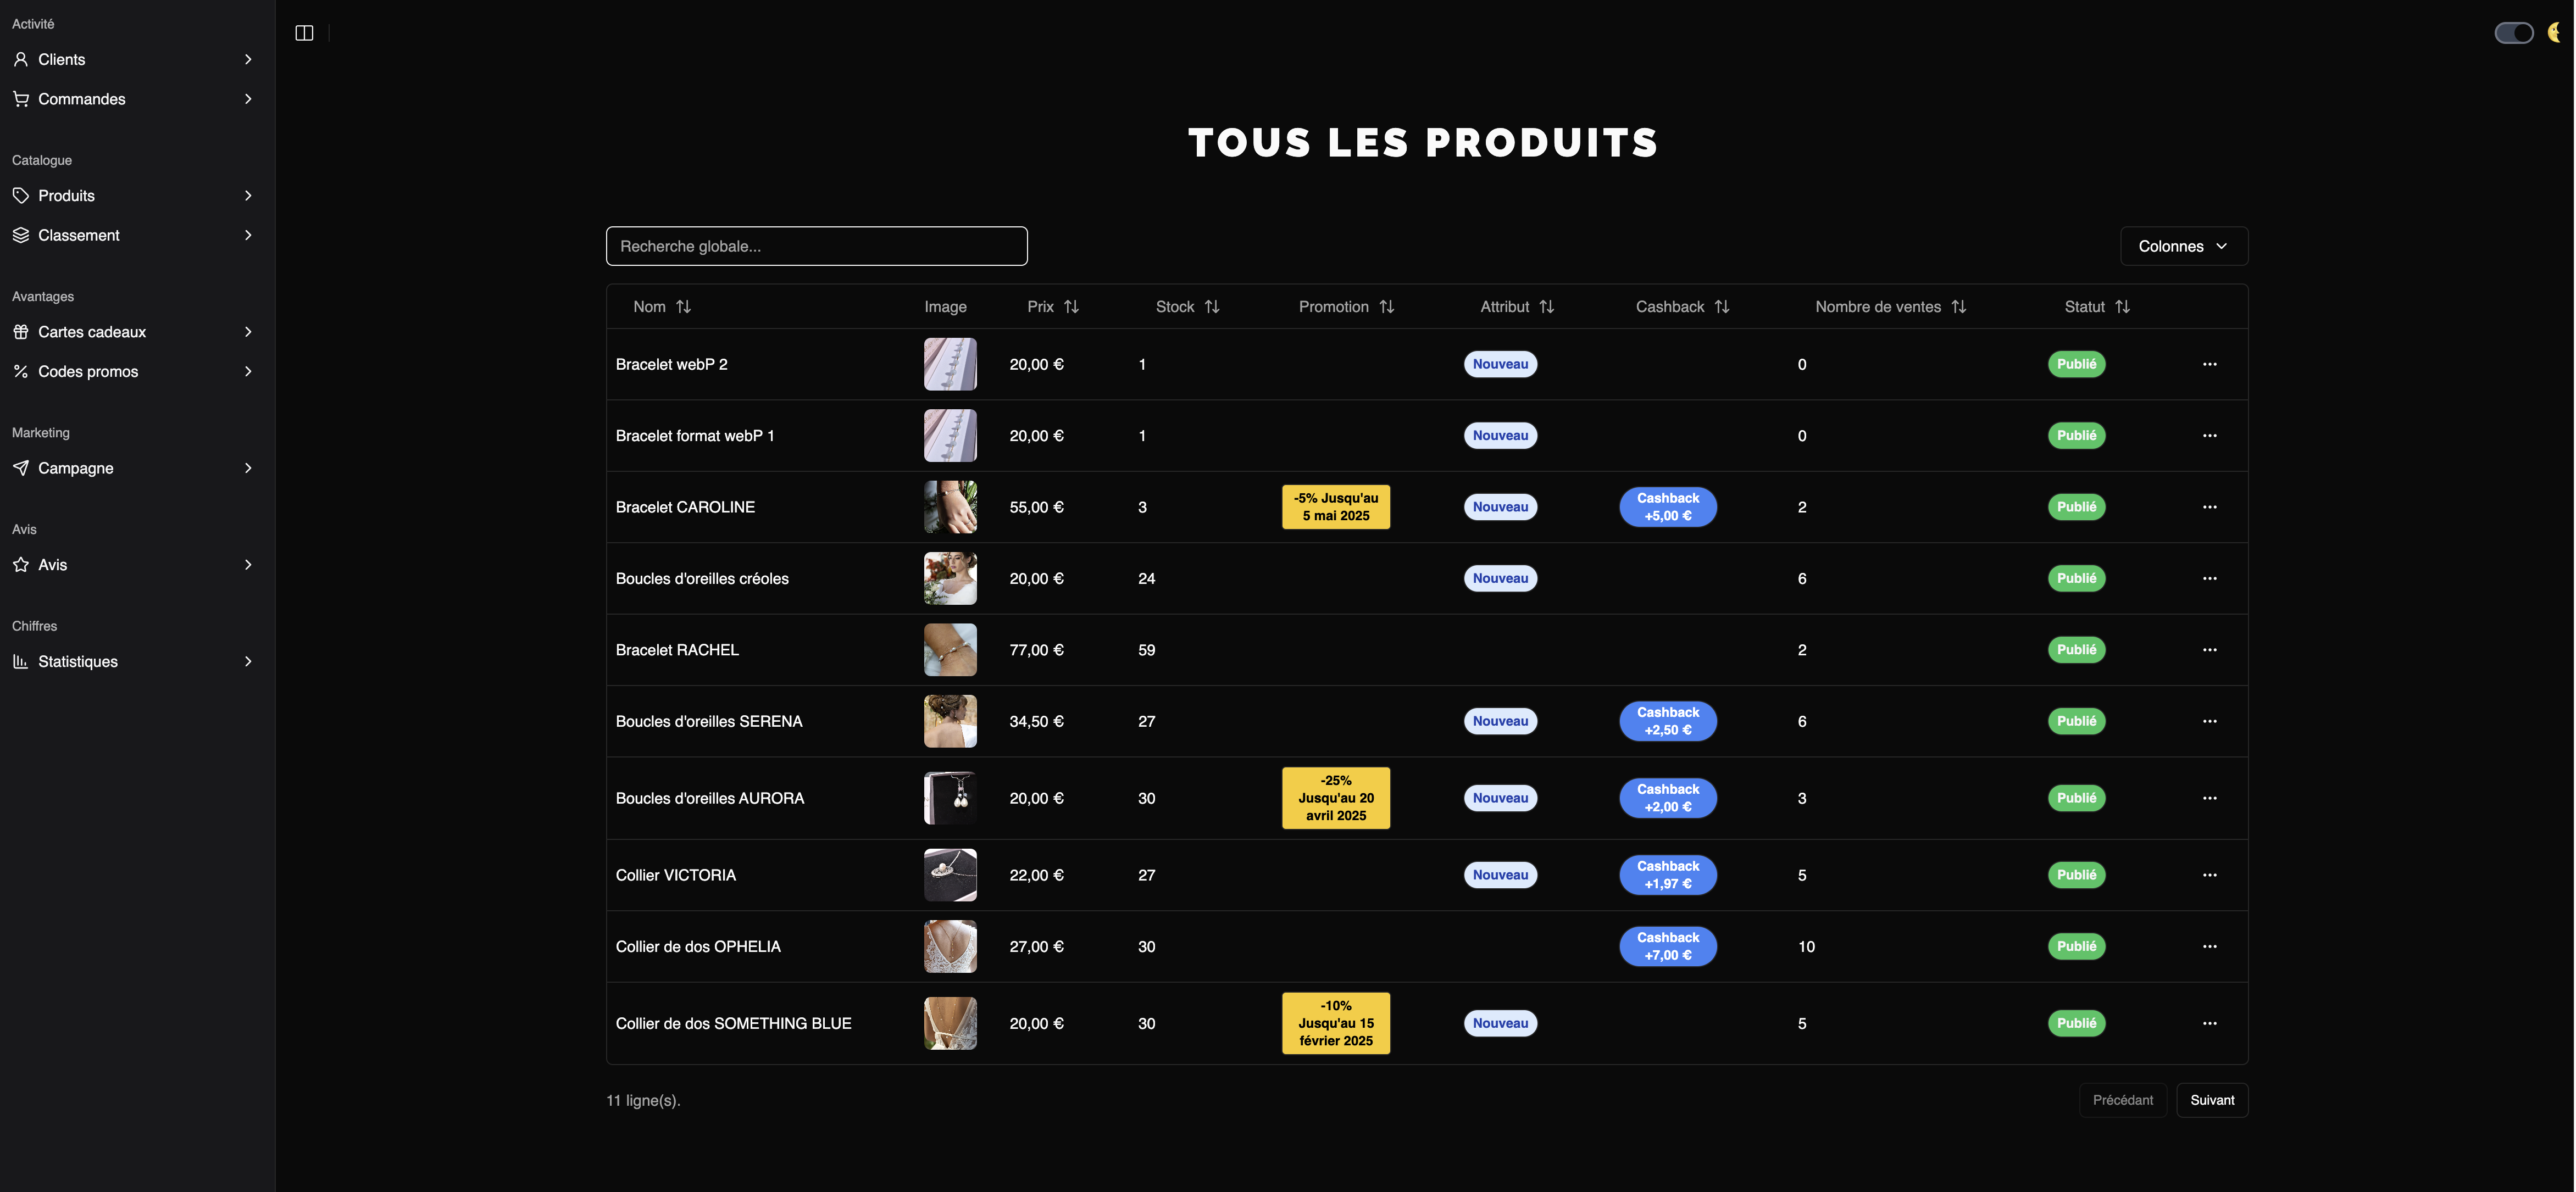 Activité
Clients
Commandes
Catalogue
Produits
Classement
Avantages
Cartes cadeaux
Codes promos
Marketing
Campagne
Avis
Avis
Chiffres
Statistiques
TOUS LES PRODUITS
Recherche globale...
Colonnes
Nom Image Prix Stock Promotion Attribut Cashback Nombre de ventes Statut
Bracelet webP 2 20,00 € 1 Nouveau 0 Publié
Bracelet format webP 1 20,00 € 1 Nouveau 0 Publié
Bracelet CAROLINE 55,00 € 3 -5% Jusqu'au 5 mai 2025 Nouveau Cashback +5,00 € 2 Publié
Boucles d'oreilles créoles 20,00 € 24 Nouveau 6 Publié
Bracelet RACHEL 77,00 € 59 2 Publié
Boucles d'oreilles SERENA 34,50 € 27 Nouveau Cashback +2,50 € 6 Publié
Boucles d'oreilles AURORA 20,00 € 30 -25% Jusqu'au 20 avril 2025 Nouveau Cashback +2,00 € 3 Publié
Collier VICTORIA 22,00 € 27 Nouveau Cashback +1,97 € 5 Publié
Collier de dos OPHELIA 27,00 € 30 Cashback +7,00 € 10 Publié
Collier de dos SOMETHING BLUE 20,00 € 30 -10% Jusqu'au 15 février 2025 Nouveau 5 Publié
11 ligne(s).
Précédant
Suivant